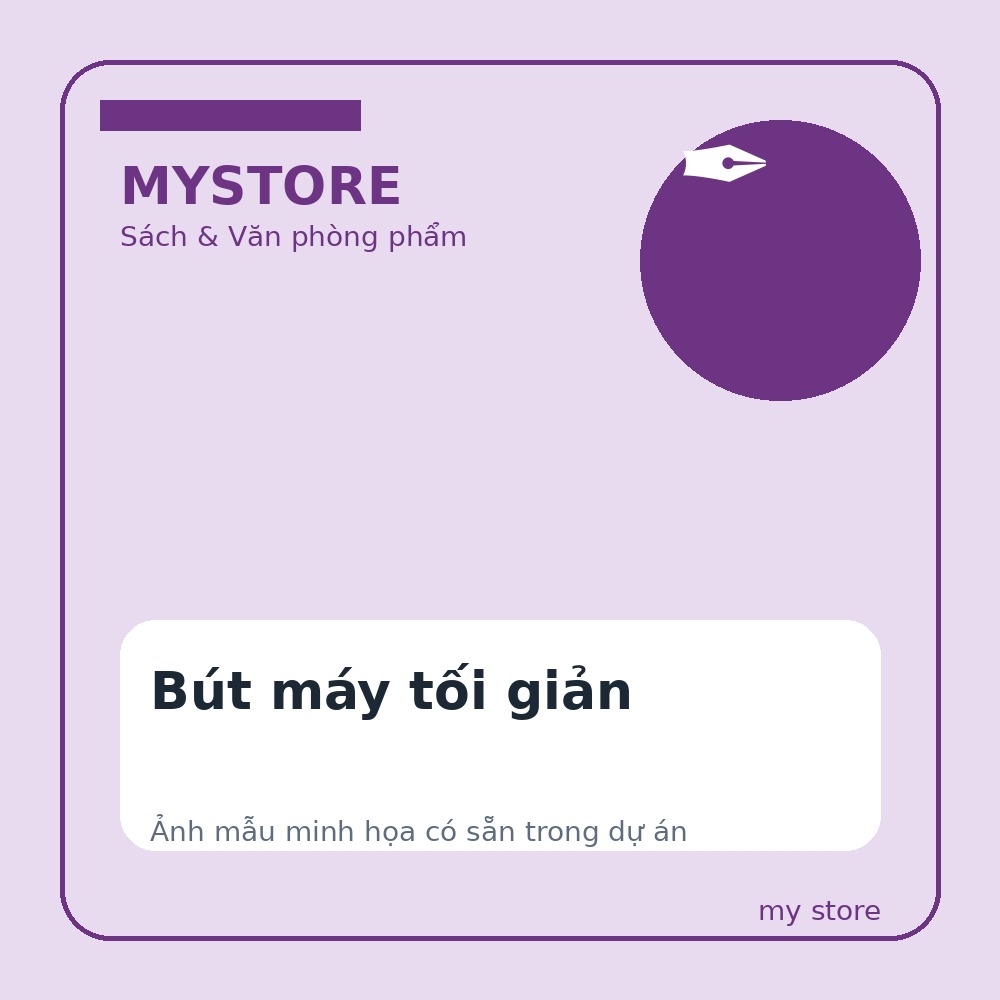 MYSTORE
Sách & Văn phòng phẩm
Bút máy tối giản
Ảnh mẫu minh họa có sẵn trong dự án
my store